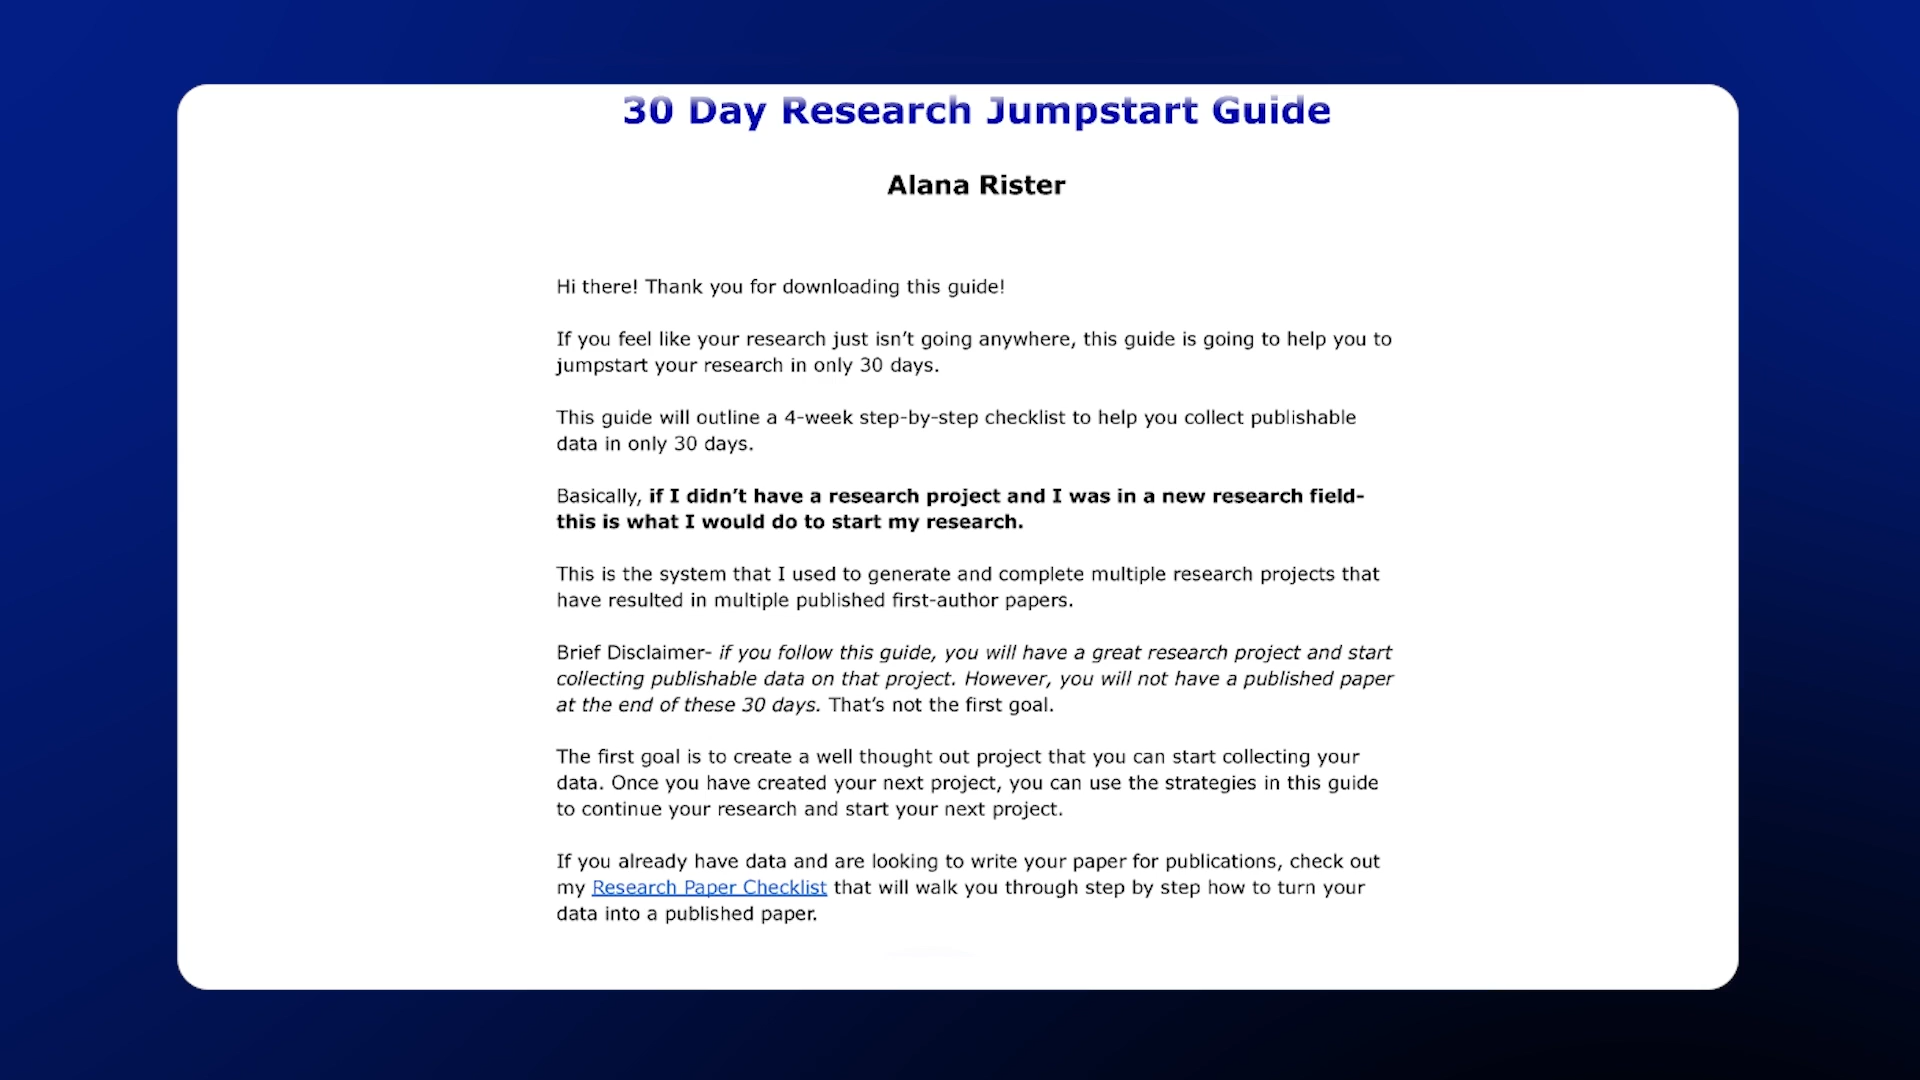 30 Day Research Jumpstart Guide
Alana Rister
Hi there! Thank you for downloading this guide!
If you feel like your research just isn’t going anywhere, this guide is going to help you to
jumpstart your research in only 30 days.
This guide will outline a 4-week step-by-step checklist to help you collect publishable
data in only 30 days.
Basically, if I didn’t have a research project and I was in a new research field-
this is what I would do to start my research.
This is the system that I used to generate and complete multiple research projects that
have resulted in multiple published first-author papers.
Brief Disclaimer- if you follow this guide, you will have a great research project and start
collecting publishable data on that project. However, you will not have a published paper
at the end of these 30 days. That’s not the first goal.
The first goal is to create a well thought out project that you can start collecting your
data. Once you have created your next project, you can use the strategies in this guide
to continue your research and start your next project.
If you already have data and are looking to write your paper for publications, check out
my Research Paper Checklist that will walk you through step by step how to turn your
data into a published paper.